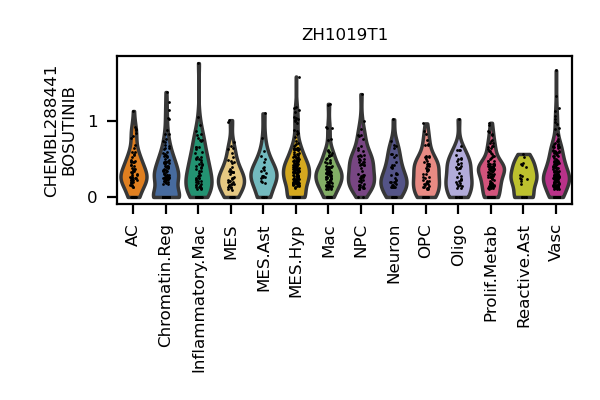 ZH1019T1
CHEMBL288441
BOSUTINIB
1
0
AC
Chromatin.Reg
Inflammatory.Mac
MES
MES.Ast
MES.Hyp
Mac
NPC
Neuron
OPC
Oligo
Prolif.Metab
Reactive.Ast
Vasc